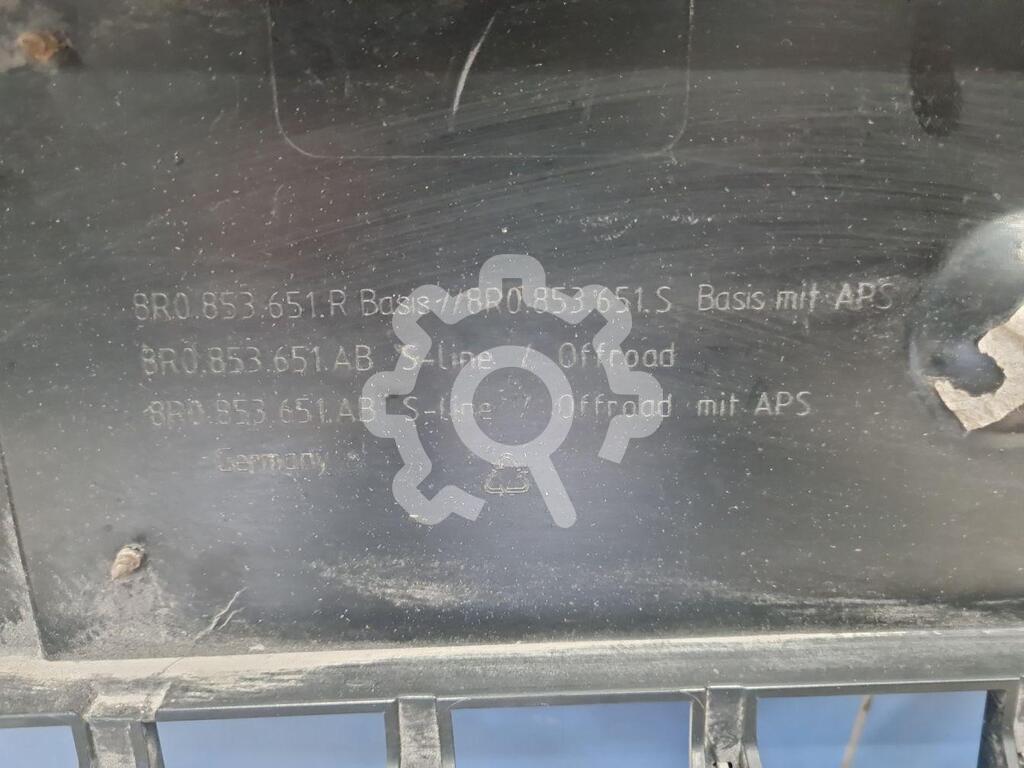 8R0.853.651.R Basis // 8R0.853.651.S Basis mit APS
8R0.853.651.AB S-line / Offroad
8R0.853.651.AB S-line / Offroad mit APS
Germany